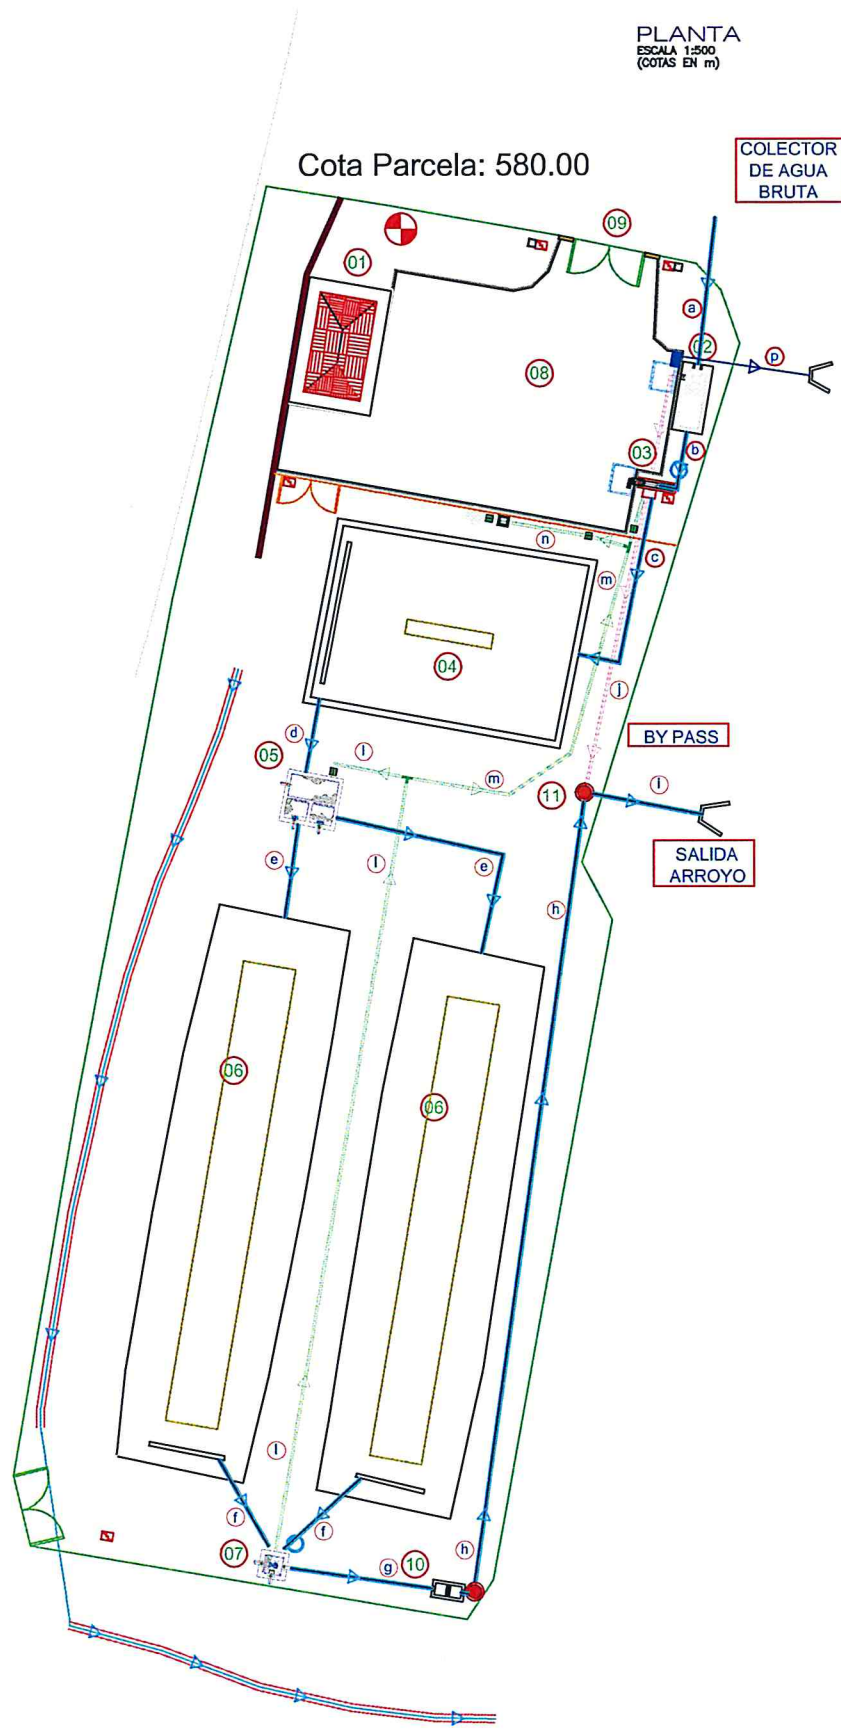 PLANTA
ESCALA 1:500
(COTAS EN m)
COLECTOR
DE AGUA
BRUTA
Cota Parcela: 580.00
09
01
a
02
p
08
03
b
n
c
m
04
j
d
05
l
m
BY PASS
11
i
SALIDA
ARROYO
e
l
e
h
06
06
l
f
f
07
g
10
h